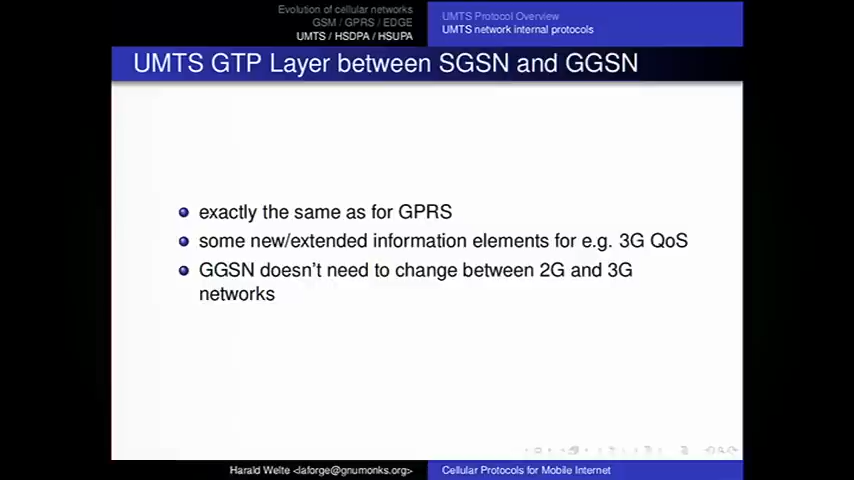 Evolution of cellular networks
GSM / GPRS / EDGE
UMTS / HSDPA / HSUPA
UMTS Protocol Overview
UMTS network internal protocols
UMTS GTP Layer between SGSN and GGSN
exactly the same as for GPRS
some new/extended information elements for e.g. 3G QoS
GGSN doesn't need to change between 2G and 3G
networks
Harald Welte <laforge@gnumonks.org>
Cellular Protocols for Mobile Internet